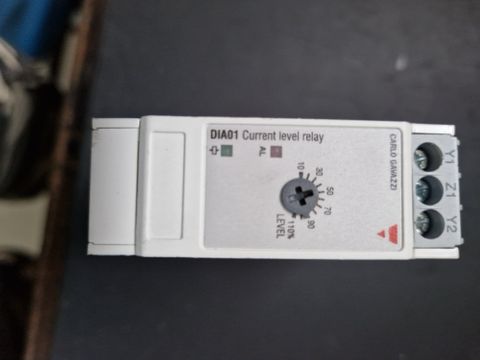 DIA01 Current level relay
AL
10
30
50
70
90
110%
LEVEL
CARLO GAVAZZI
Y1
Z1
Y2